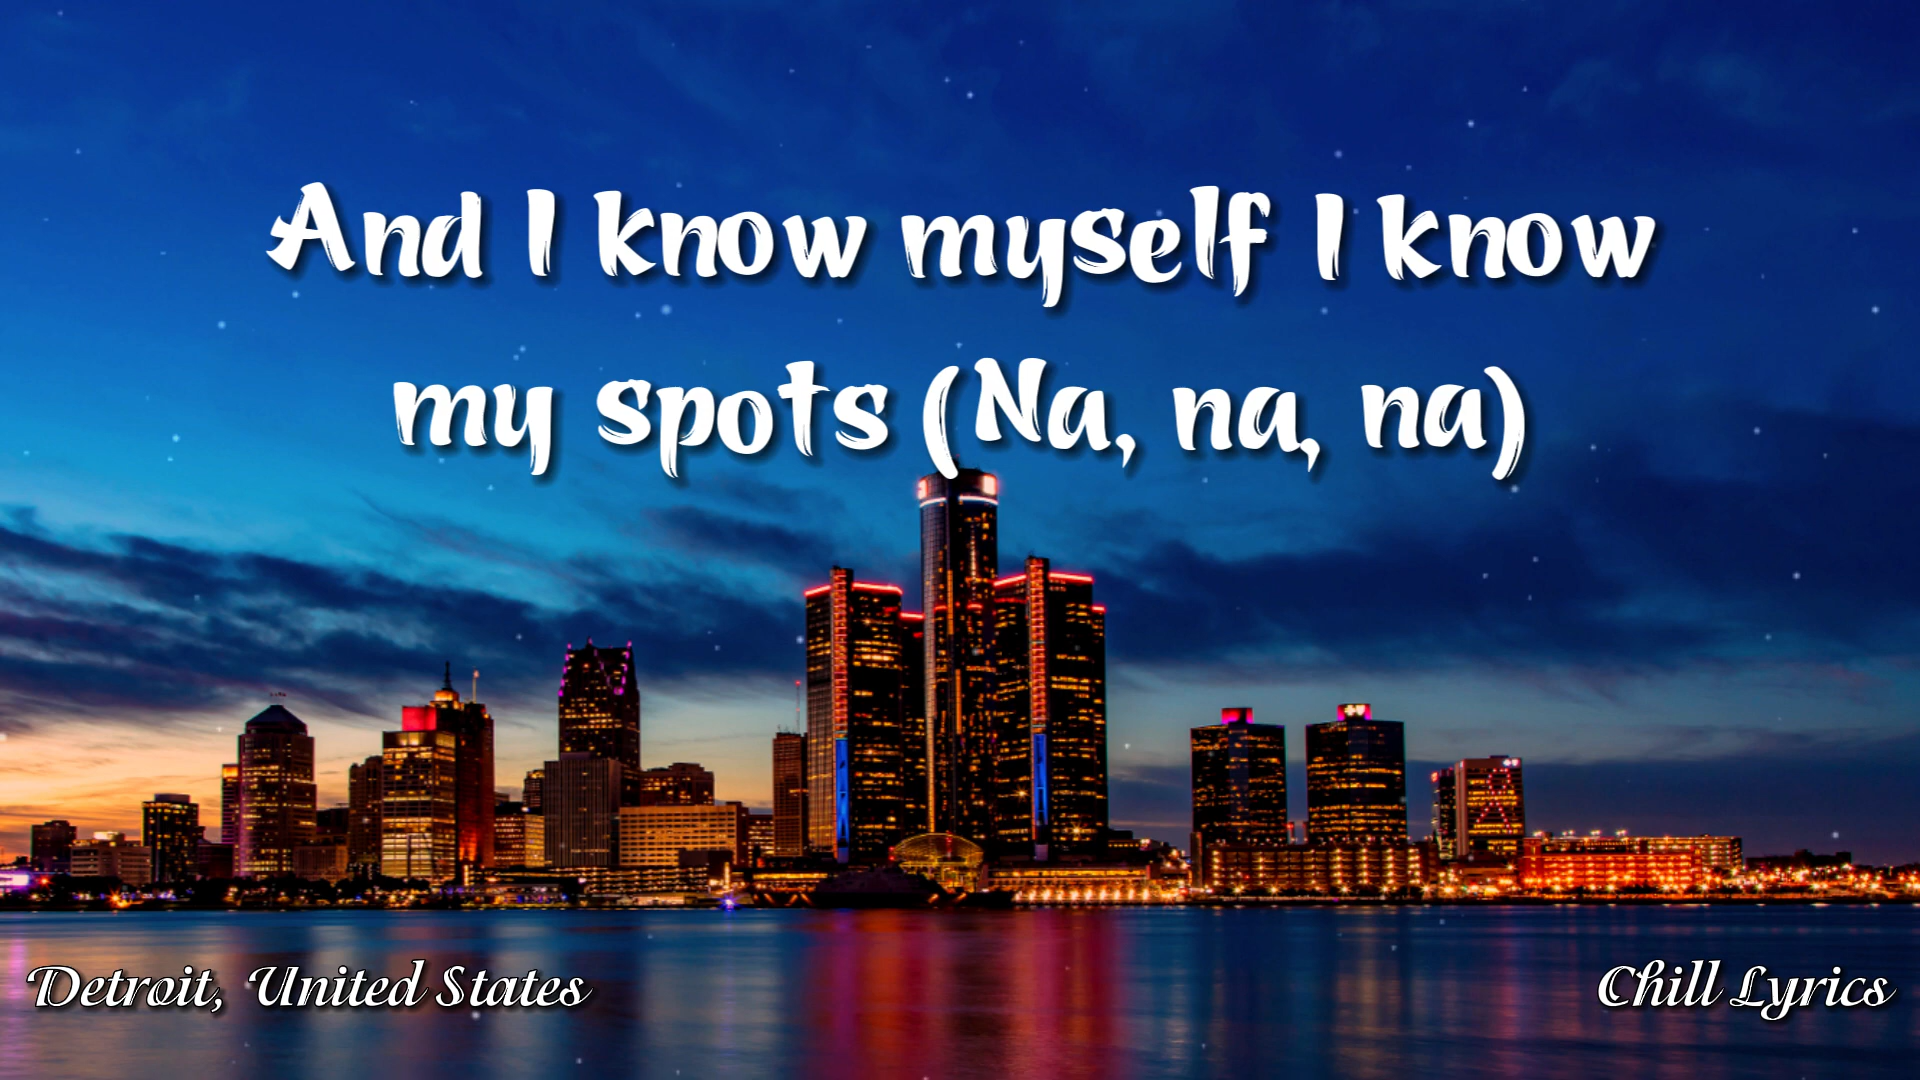 And I know myself I know
my spots (Na, na, na)
Detroit, United States
Chill Lyrics